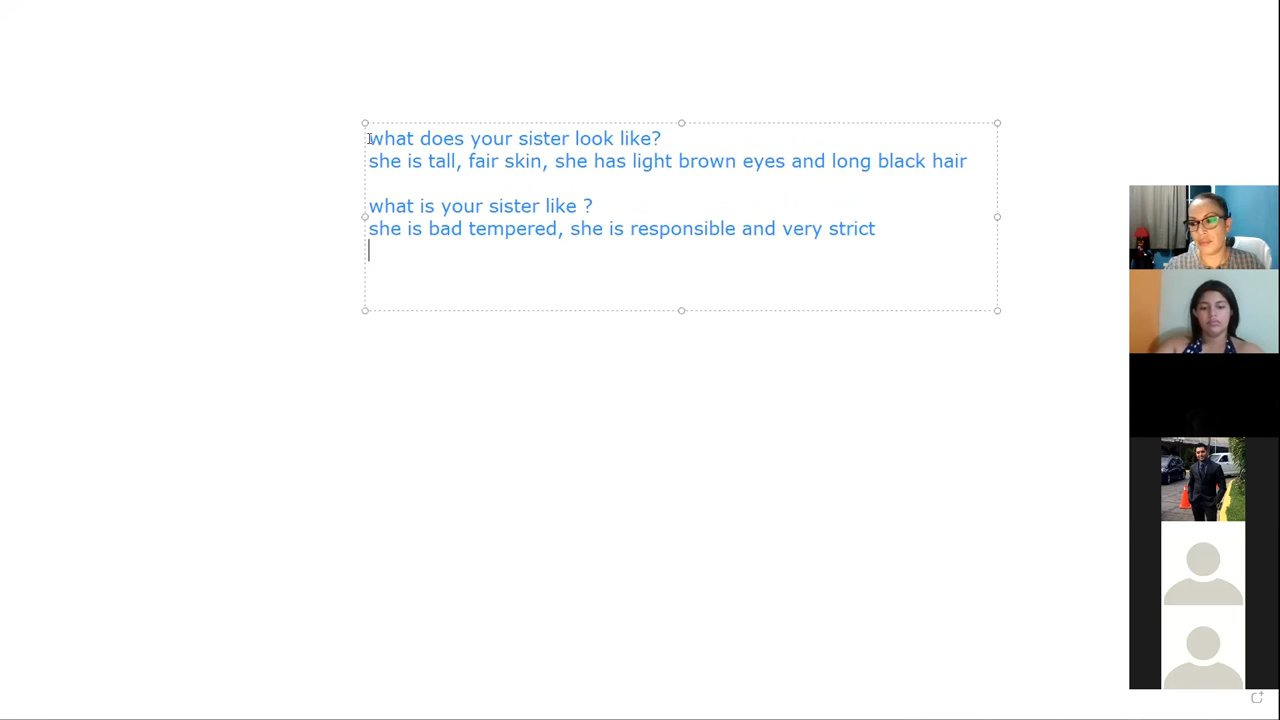 what does your sister look like?
she is tall, fair skin, she has light brown eyes and long black hair
what is your sister like ?
she is bad tempered, she is responsible and very strict